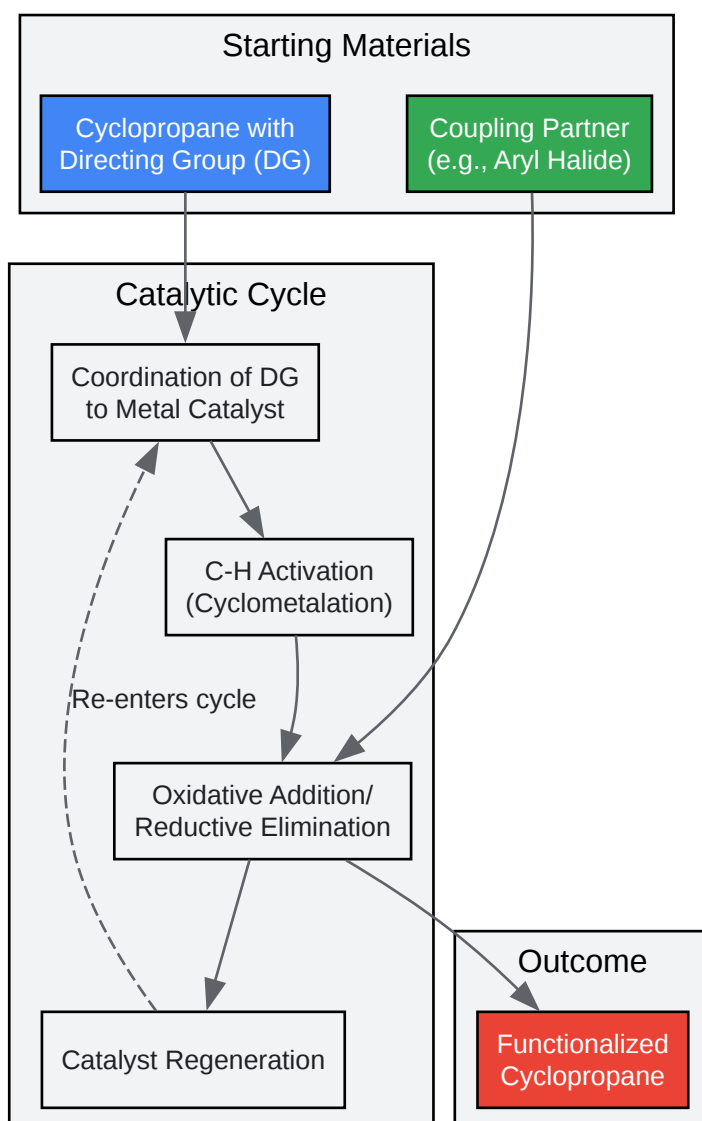 Starting Materials
Cyclopropane with
Directing Group (DG)
Coupling Partner
(e.g., Aryl Halide)
Catalytic Cycle
Coordination of DG
to Metal Catalyst
C-H Activation
(Cyclometalation)
Re-enters cycle
Oxidative Addition/
Reductive Elimination
Catalyst Regeneration
Outcome
Functionalized
Cyclopropane